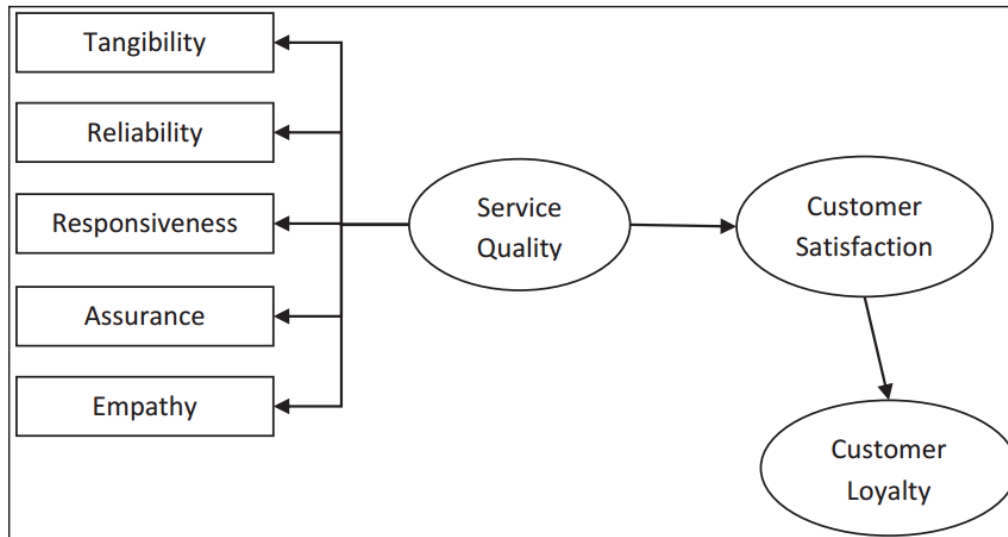 Tangibility
Reliability
Responsiveness
Assurance
Empathy
Service
Quality
Customer
Satisfaction
Customer
Loyalty